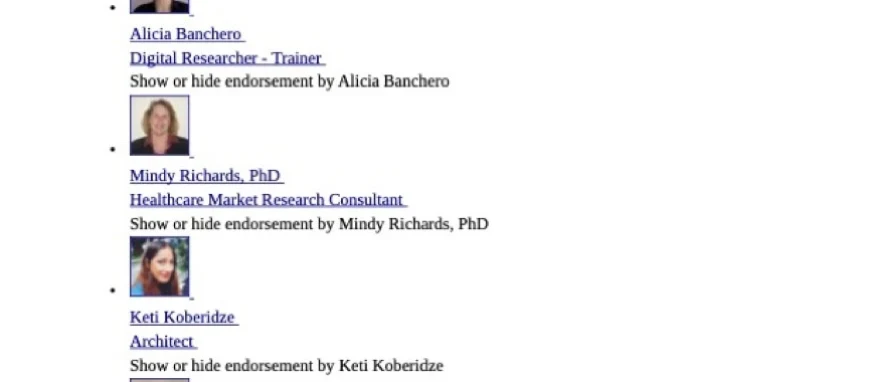 Alicia Banchero
Digital Researcher - Trainer
Show or hide endorsement by Alicia Banchero
Mindy Richards, PhD
Healthcare Market Research Consultant
Show or hide endorsement by Mindy Richards, PhD
Keti Koberidze
Architect
Show or hide endorsement by Keti Koberidze